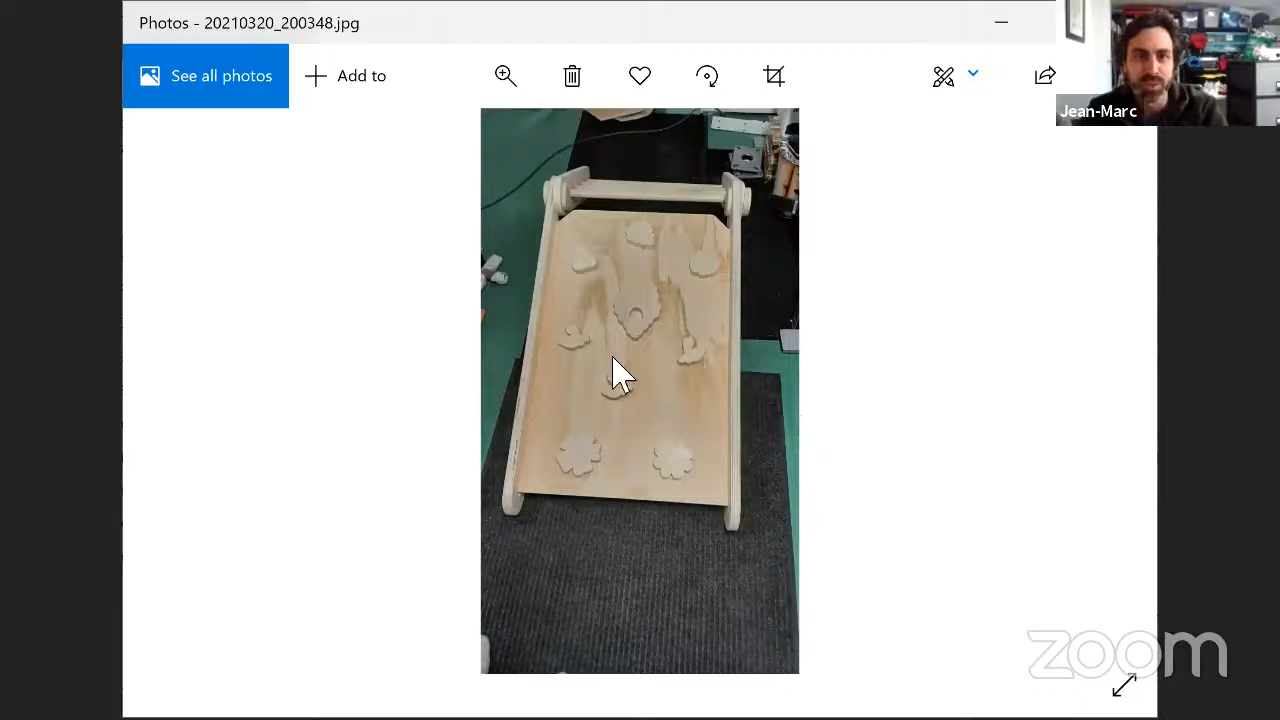 Photos - 20210320_200348.jpg
See all photos
Add to
Jean-Marc
zoom